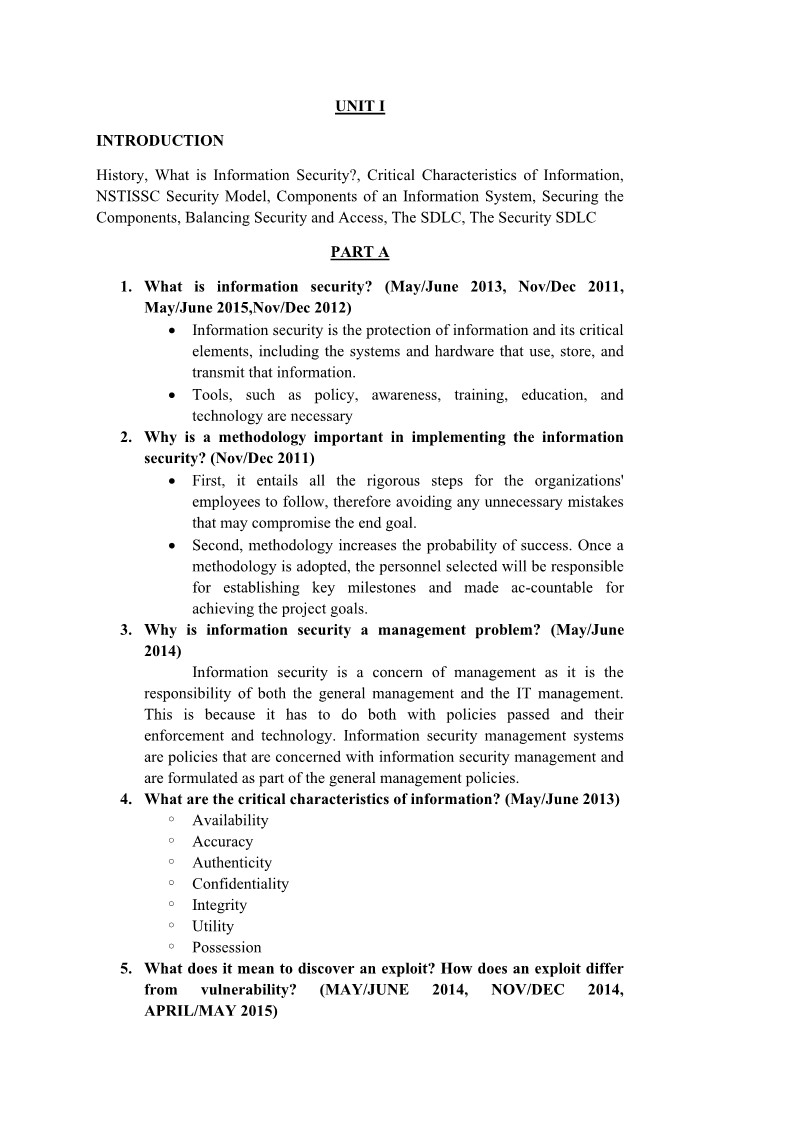 UNIT I
INTRODUCTION
History, What is Information Security?, Critical Characteristics of Information,
NSTISSC Security Model, Components of an Information System, Securing the
Components, Balancing Security and Access, The SDLC, The Security SDLC
PART A
1. What is information security? (May/June 2013, Nov/Dec 2011,
May/June 2015,Nov/Dec 2012)
• Information security is the protection of information and its critical
elements, including the systems and hardware that use, store, and
transmit that information.
• Tools, such as policy, awareness, training, education, and
technology are necessary
2. Why is a methodology important in implementing the information
security? (Nov/Dec 2011)
• First, it entails all the rigorous steps for the organizations'
employees to follow, therefore avoiding any unnecessary mistakes
that may compromise the end goal.
• Second, methodology increases the probability of success. Once a
methodology is adopted, the personnel selected will be responsible
for establishing key milestones and made ac-countable for
achieving the project goals.
3. Why is information security a management problem? (May/June
2014)
Information security is a concern of management as it is the
responsibility of both the general management and the IT management.
This is because it has to do both with policies passed and their
enforcement and technology. Information security management systems
are policies that are concerned with information security management and
are formulated as part of the general management policies.
4. What are the critical characteristics of information? (May/June 2013)
◦ Availability
◦ Accuracy
◦ Authenticity
◦ Confidentiality
◦ Integrity
◦ Utility
◦ Possession
5. What does it mean to discover an exploit? How does an exploit differ
from vulnerability? (MAY/JUNE 2014, NOV/DEC 2014,
APRIL/MAY 2015)